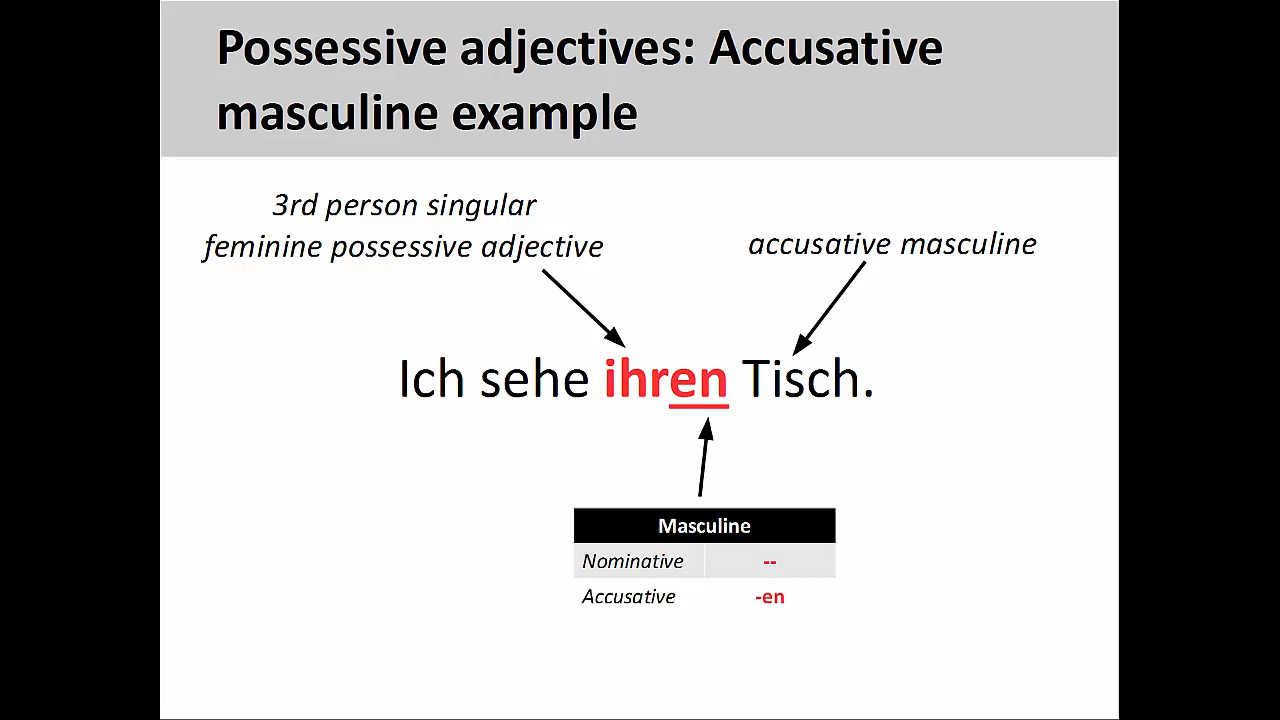 Possessive adjectives: Accusative
masculine example
3rd person singular
feminine possessive adjective
accusative masculine
Ich sehe ihren Tisch.
Masculine
Nominative --
Accusative -en